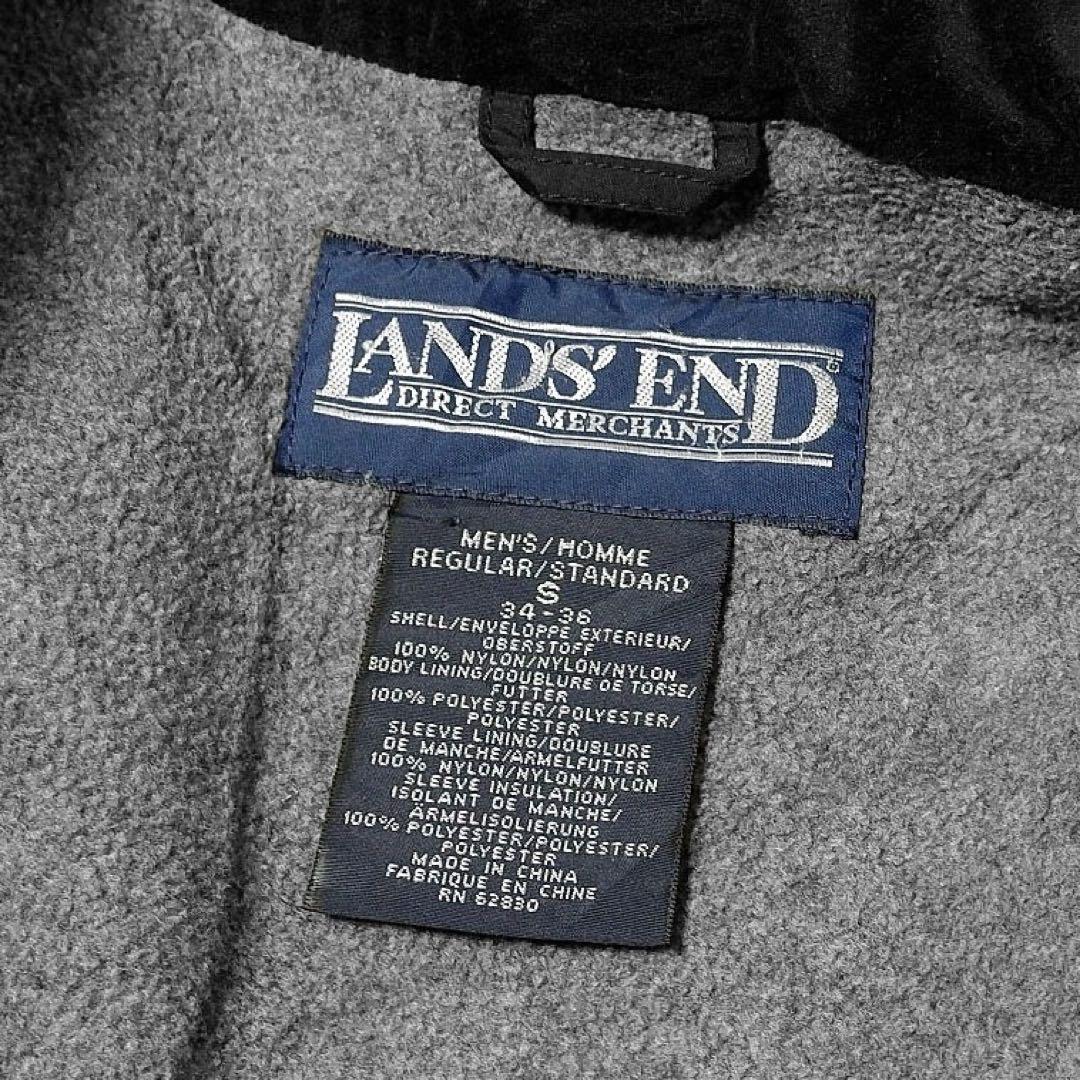 LANDS' END®
DIRECT MERCHANTS
MEN'S/HOMME
REGULAR/STANDARD
S
34-36
SHELL/ENVELOPPE EXTERIEUR/
OBERSTOFF
100% NYLON/NYLON/NYLON
BODY LINING/DOUBLURE DE TORSE/
FUTTER
100% POLYESTER/POLYESTER/
POLYESTER
SLEEVE LINING/DOUBLURE
DE MANCHE/ARMELFUTTER
100% NYLON/NYLON/NYLON
SLEEVE INSULATION/
ISOLANT DE MANCHE/
ÄRMELISOLIERUNG
100% POLYESTER/POLYESTER/
POLYESTER
MADE IN CHINA
FABRIQUE EN CHINE
RN 62830